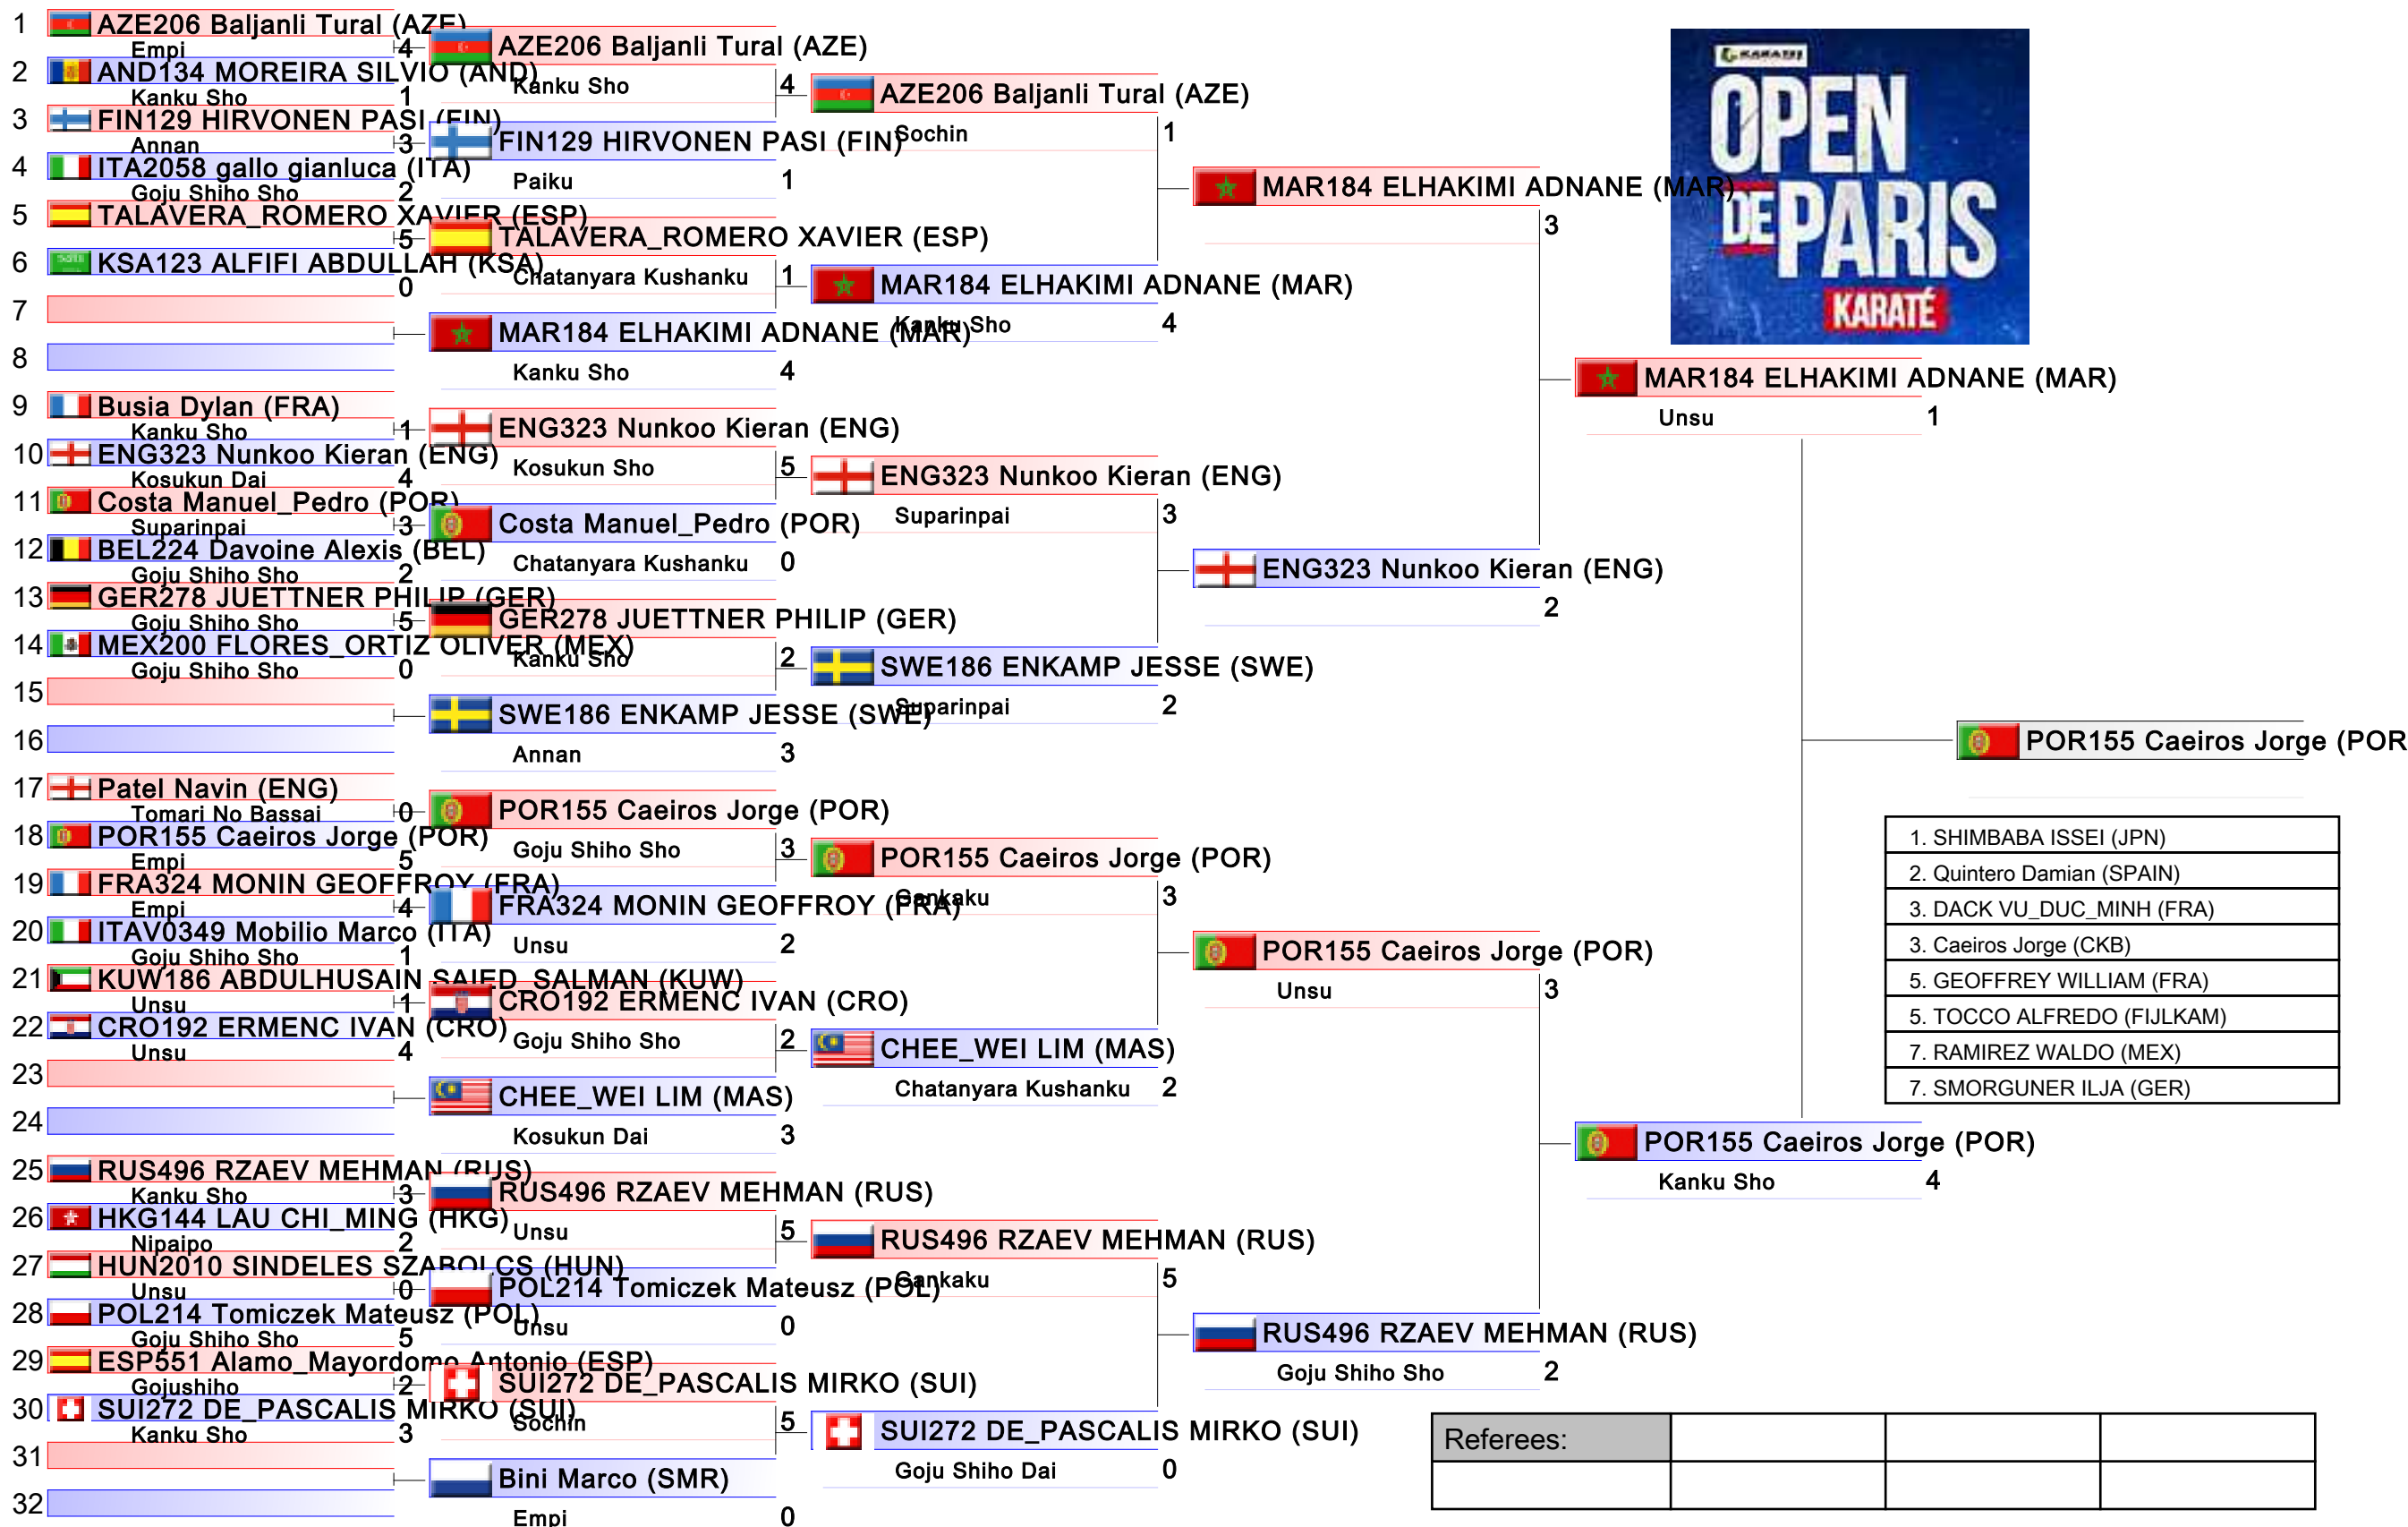 1 AZE206 Baljanli Tural (AZE)
Empi 4
2 AND134 MOREIRA SILVIO (AND)
Kanku Sho 1
3 FIN129 HIRVONEN PASI (FIN)
Annan 3
4 ITA2058 gallo gianluca (ITA)
Goju Shiho Sho 2
5 TALAVERA_ROMERO XAVIER (ESP)
5
6 KSA123 ALFIFI ABDULLAH (KSA)
0
7
8
9 Busia Dylan (FRA)
Kanku Sho 1
10 ENG323 Nunkoo Kieran (ENG)
Kosukun Dai 4
11 Costa Manuel_Pedro (POR)
Suparinpai 3
12 BEL224 Davoine Alexis (BEL)
Goju Shiho Sho 2
13 GER278 JUETTNER PHILIP (GER)
Goju Shiho Sho 5
14 MEX200 FLORES_ORTIZ OLIVER (MEX)
Goju Shiho Sho 0
15
16
17 Patel Navin (ENG)
Tomari No Bassai 0
18 POR155 Caeiros Jorge (POR)
Empi 5
19 FRA324 MONIN GEOFFROY (FRA)
Empi 4
20 ITAV0349 Mobilio Marco (ITA)
Goju Shiho Sho 1
21 KUW186 ABDULHUSAIN SAIED_SALMAN (KUW)
Unsu 1
22 CRO192 ERMENC IVAN (CRO)
Unsu 4
23
24
25 RUS496 RZAEV MEHMAN (RUS)
Kanku Sho 3
26 HKG144 LAU CHI_MING (HKG)
Nipaipo 2
27 HUN2010 SINDELES SZABOLCS (HUN)
Unsu 0
28 POL214 Tomiczek Mateusz (POL)
Goju Shiho Sho 5
29 ESP551 Alamo_Mayordomo Antonio (ESP)
Gojushiho 2
30 SUI272 DE_PASCALIS MIRKO (SUI)
Kanku Sho 3
31
32
AZE206 Baljanli Tural (AZE)
Kanku Sho 4
FIN129 HIRVONEN PASI (FIN)
Paiku 1
TALAVERA_ROMERO XAVIER (ESP)
Chatanyara Kushanku 1
MAR184 ELHAKIMI ADNANE (MAR)
Kanku Sho 4
ENG323 Nunkoo Kieran (ENG)
Kosukun Sho 5
Costa Manuel_Pedro (POR)
Chatanyara Kushanku 0
GER278 JUETTNER PHILIP (GER)
Kanku Sho 2
SWE186 ENKAMP JESSE (SWE)
Annan 3
POR155 Caeiros Jorge (POR)
Goju Shiho Sho 3
FRA324 MONIN GEOFFROY (FRA)
Unsu 2
CRO192 ERMENC IVAN (CRO)
Goju Shiho Sho 2
CHEE_WEI LIM (MAS)
Kosukun Dai 3
RUS496 RZAEV MEHMAN (RUS)
Unsu 5
POL214 Tomiczek Mateusz (POL)
Unsu 0
SUI272 DE_PASCALIS MIRKO (SUI)
Sochin 5
Bini Marco (SMR)
Empi 0
AZE206 Baljanli Tural (AZE)
Sochin 1
MAR184 ELHAKIMI ADNANE (MAR)
Kanku Sho 4
ENG323 Nunkoo Kieran (ENG)
Suparinpai 3
SWE186 ENKAMP JESSE (SWE)
Suparinpai 2
POR155 Caeiros Jorge (POR)
Gankaku 3
CHEE_WEI LIM (MAS)
Chatanyara Kushanku 2
RUS496 RZAEV MEHMAN (RUS)
Gankaku 5
SUI272 DE_PASCALIS MIRKO (SUI)
Goju Shiho Dai 0
MAR184 ELHAKIMI ADNANE (MAR)
3
ENG323 Nunkoo Kieran (ENG)
2
POR155 Caeiros Jorge (POR)
Unsu 3
RUS496 RZAEV MEHMAN (RUS)
Goju Shiho Sho 2
KARATE1
OPEN
DE PARIS
KARATÉ
MAR184 ELHAKIMI ADNANE (MAR)
Unsu 1
POR155 Caeiros Jorge (POR)
Kanku Sho 4
POR155 Caeiros Jorge (POR
1. SHIMBABA ISSEI (JPN)
2. Quintero Damian (SPAIN)
3. DACK VU_DUC_MINH (FRA)
3. Caeiros Jorge (CKB)
5. GEOFFREY WILLIAM (FRA)
5. TOCCO ALFREDO (FIJLKAM)
7. RAMIREZ WALDO (MEX)
7. SMORGUNER ILJA (GER)
Referees: